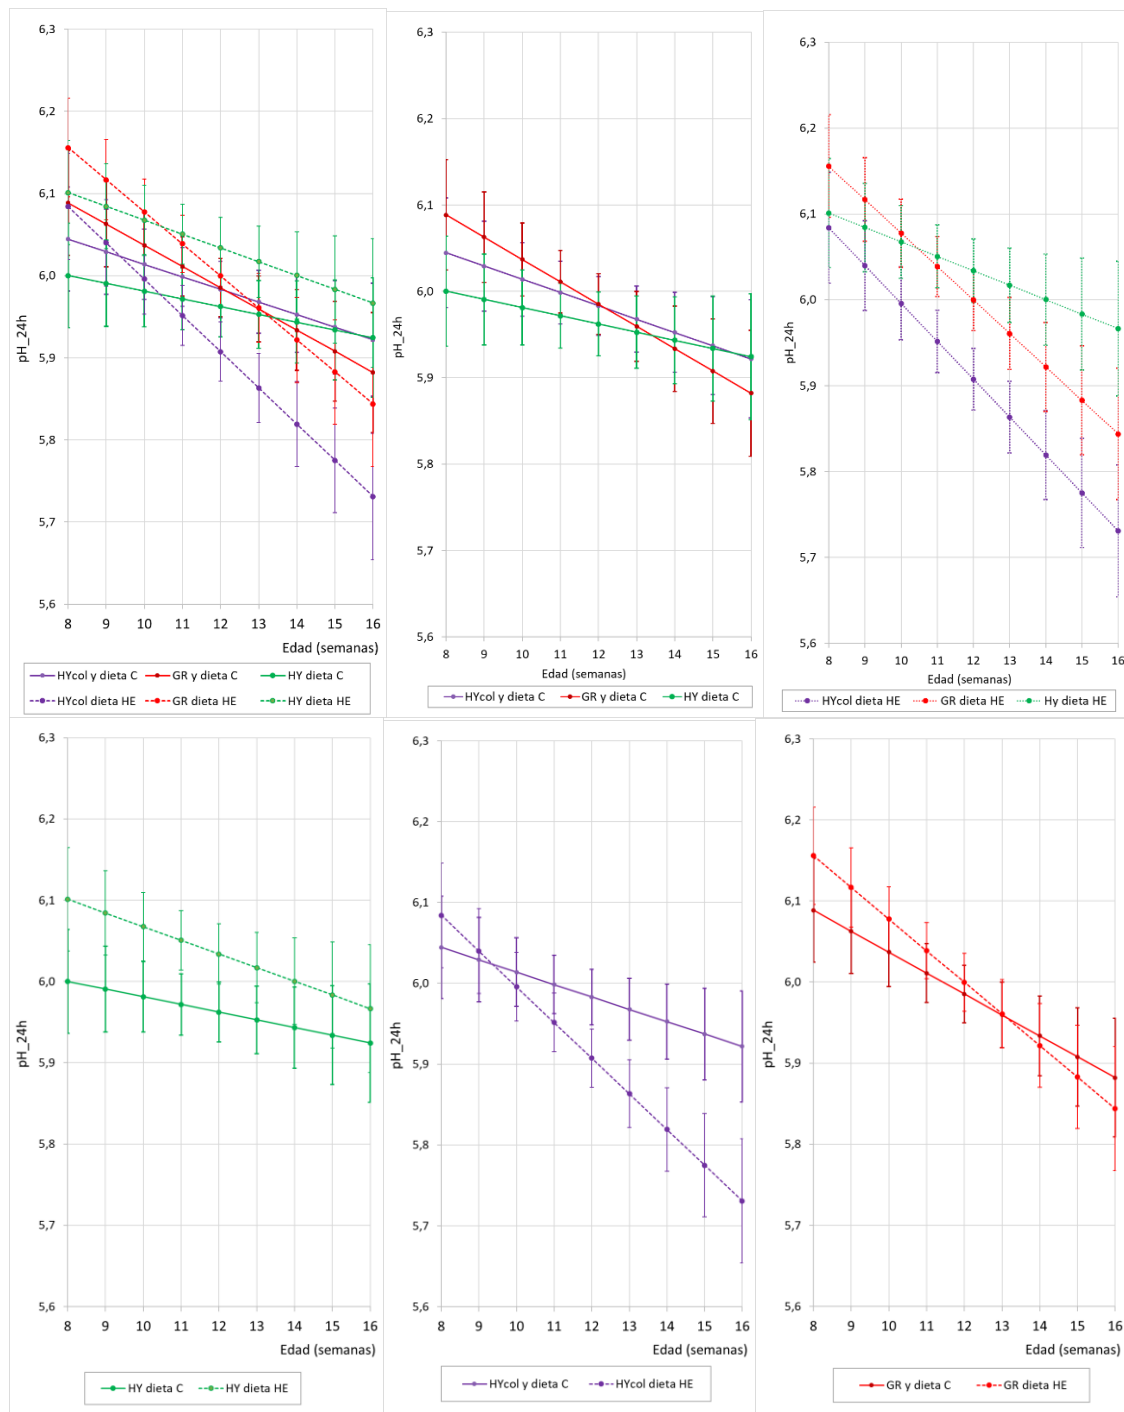 6,3
6,2
6,1
6,0
5,9
5,8
5,7
5,6
pH_24h
8 9 10 11 12 13 14 15 16
Edad (semanas)
HYcol y dieta C GR y dieta C HY dieta C
HYcol dieta HE GR dieta HE HY dieta HE
6,3
6,2
6,1
6,0
5,9
5,8
5,7
5,6
pH_24h
8 9 10 11 12 13 14 15 16
Edad (semanas)
HYcol y dieta C GR y dieta C HY dieta C
6,3
6,2
6,1
6,0
5,9
5,8
5,7
5,6
pH_24h
8 9 10 11 12 13 14 15 16
Edad (semanas)
HYcol dieta HE GR dieta HE Hy dieta HE
6,3
6,2
6,1
6,0
5,9
5,8
5,7
5,6
pH_24h
8 9 10 11 12 13 14 15 16
Edad (semanas)
HY dieta C HY dieta HE
6,3
6,2
6,1
6,0
5,9
5,8
5,7
5,6
pH_24h
8 9 10 11 12 13 14 15 16
Edad (semanas)
HYcol y dieta C HYcol dieta HE
6,3
6,2
6,1
6,0
5,9
5,8
5,7
5,6
pH_24h
8 9 10 11 12 13 14 15 16
Edad (semanas)
GR y dieta C GR dieta HE